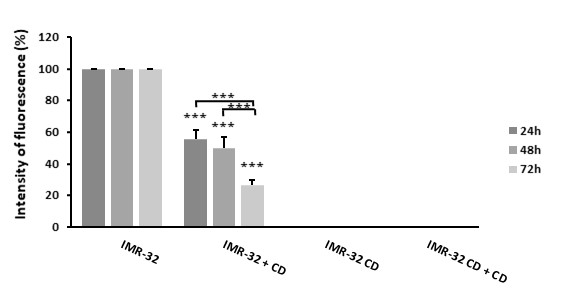 Intensity of fluorescence (%)
120
100
80
60
40
20
0
***
***
***
***
***
24h
48h
72h
IMR-32
IMR-32 + CD
IMR-32 CD
IMR-32 CD + CD